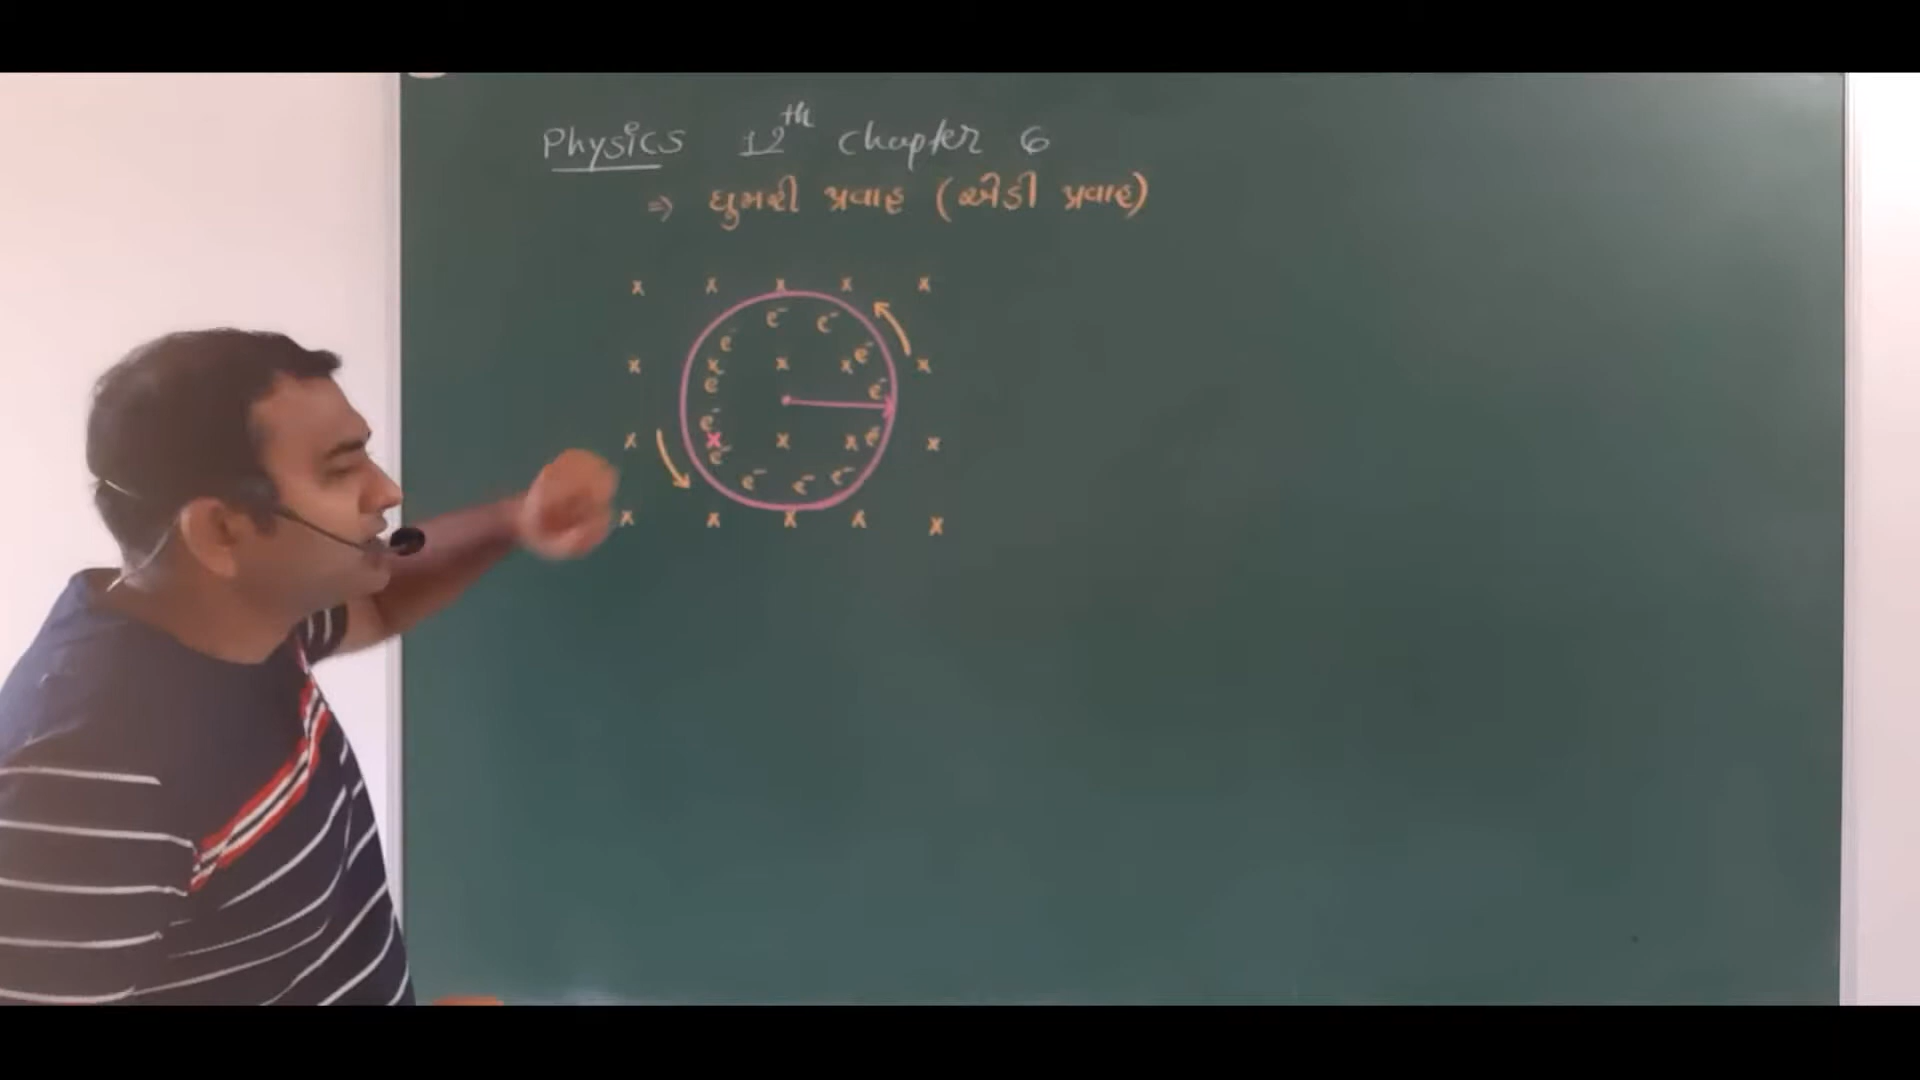 Physics 12th chapter 6
⇒ ઘુમરી પ્રવાહ (એડી પ્રવાહ)
x x x x x
e⁻ e⁻
e⁻ e⁻
x x x x x
e e⁻
e⁻
x x x x e⁻ x
e⁻
e⁻ e⁻ e⁻
x x x x x